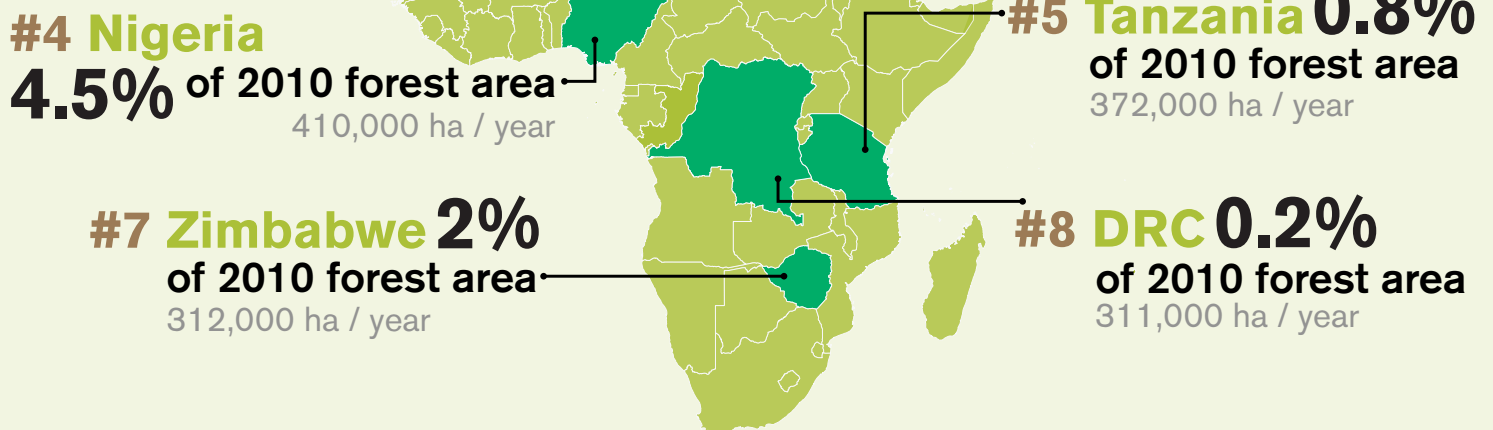 #4 Nigeria
4.5% of 2010 forest area
410,000 ha / year
#5 Tanzania 0.8%
of 2010 forest area
372,000 ha / year
#7 Zimbabwe 2%
of 2010 forest area
312,000 ha / year
#8 DRC 0.2%
of 2010 forest area
311,000 ha / year